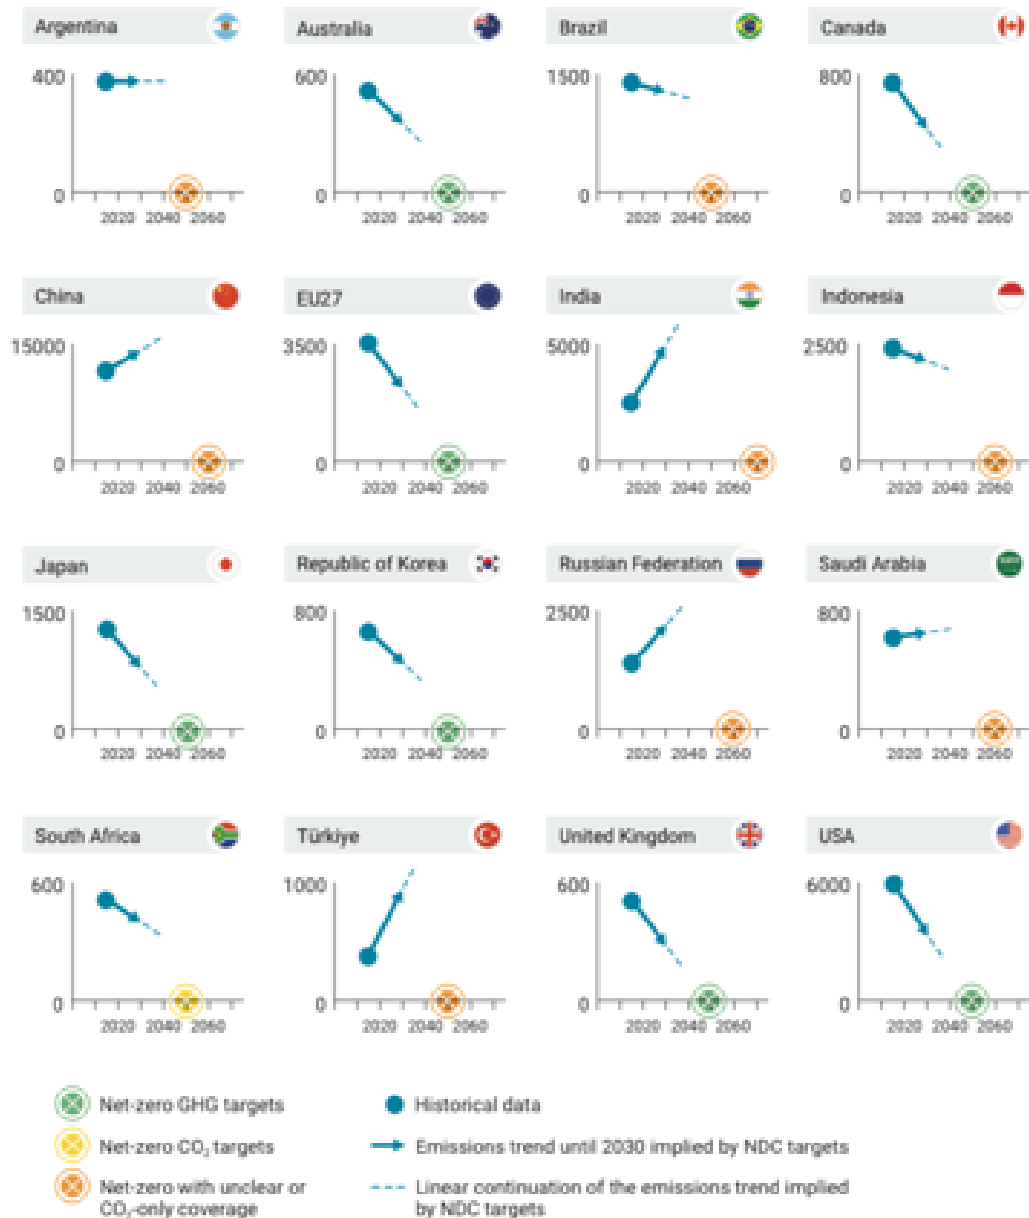 Argentina
Australia
Brazil
Canada
400
0
2020 2040 2060
600
0
2020 2040 2060
1500
0
2020 2040 2060
800
0
2020 2040 2060
China
EU27
India
Indonesia
15000
0
2020 2040 2060
3500
0
2020 2040 2060
5000
0
2020 2040 2060
2500
0
2020 2040 2060
Japan
Republic of Korea
Russian Federation
Saudi Arabia
1500
0
2020 2040 2060
800
0
2020 2040 2060
2500
0
2020 2040 2060
800
0
2020 2040 2060
South Africa
Türkiye
United Kingdom
USA
600
0
2020 2040 2060
1000
0
2020 2040 2060
600
0
2020 2040 2060
6000
0
2020 2040 2060
Net-zero GHG targets
Net-zero CO₂ targets
Net-zero with unclear or
CO₂-only coverage
Historical data
Emissions trend until 2030 implied by NDC targets
Linear continuation of the emissions trend implied
by NDC targets